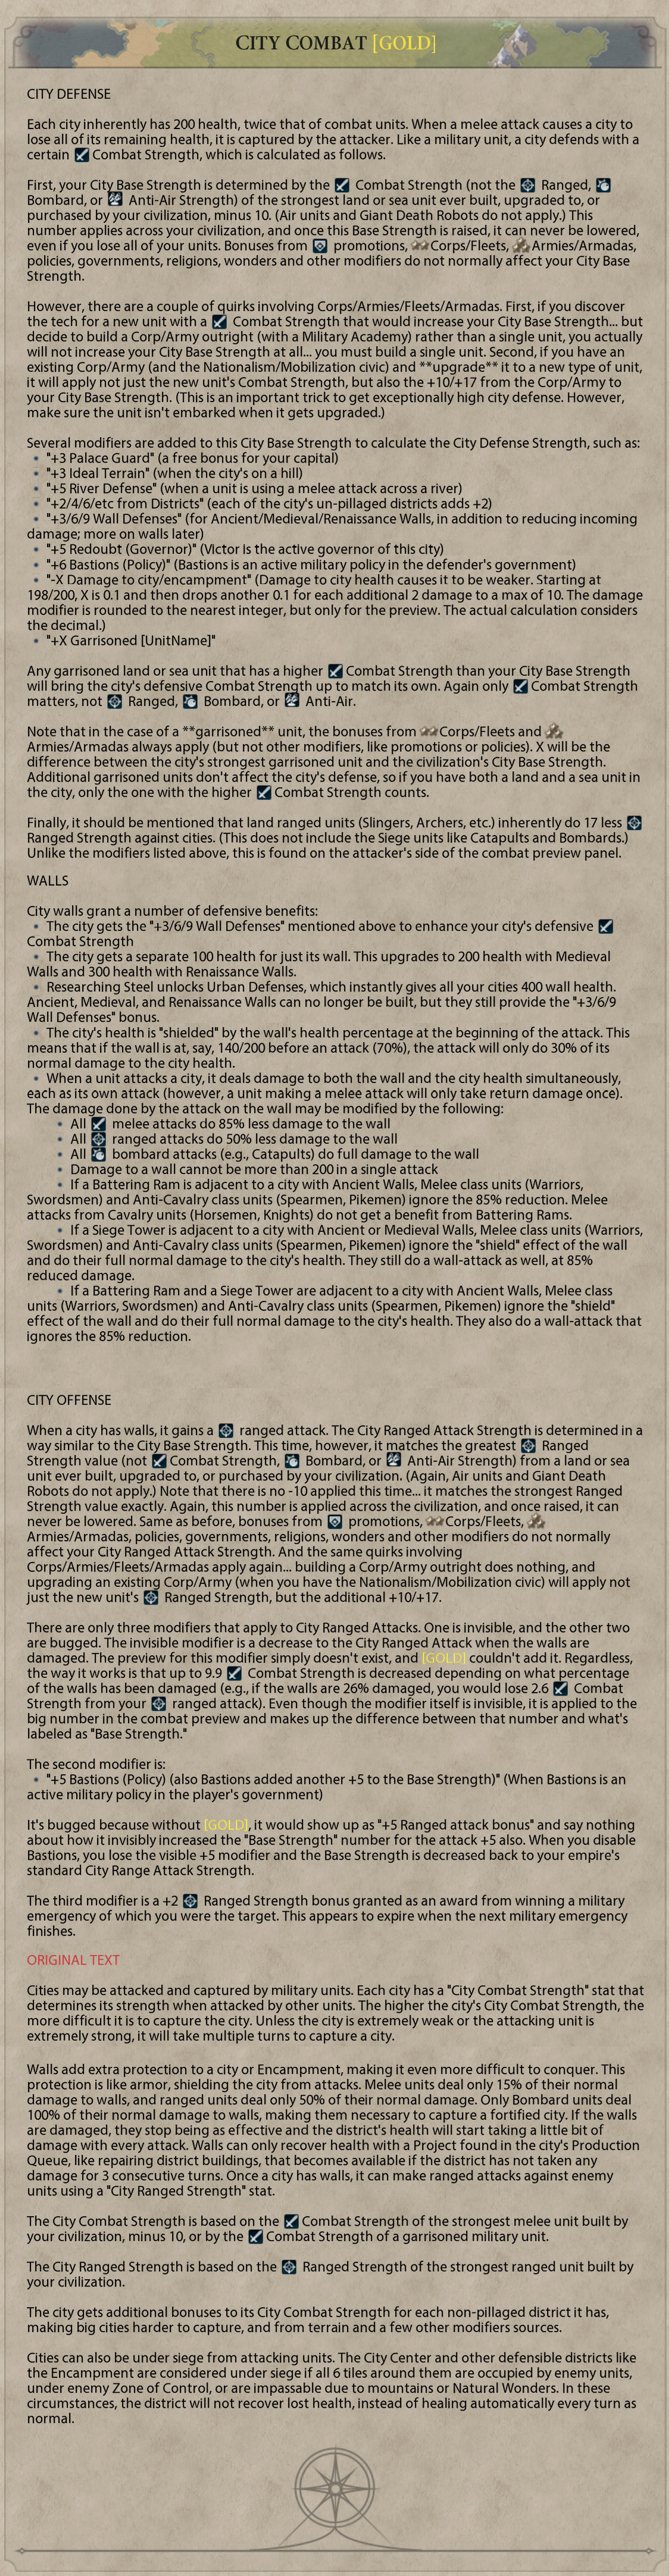 CITY COMBAT [GOLD]
CITY DEFENSE
Each city inherently has 200 health, twice that of combat units. When a melee attack causes a city to
lose all of its remaining health, it is captured by the attacker. Like a military unit, a city defends with a
certain Combat Strength, which is calculated as follows.
First, your City Base Strength is determined by the Combat Strength (not the Ranged,
Bombard, or Anti-Air Strength) of the strongest land or sea unit ever built, upgraded to, or
purchased by your civilization, minus 10. (Air units and Giant Death Robots do not apply.) This
number applies across your civilization, and once this Base Strength is raised, it can never be lowered,
even if you lose all of your units. Bonuses from promotions, Corps/Fleets, Armies/Armadas,
policies, governments, religions, wonders and other modifiers do not normally affect your City Base
Strength.
However, there are a couple of quirks involving Corps/Armies/Fleets/Armadas. First, if you discover
the tech for a new unit with a Combat Strength that would increase your City Base Strength... but
decide to build a Corp/Army outright (with a Military Academy) rather than a single unit, you actually
will not increase your City Base Strength at all... you must build a single unit. Second, if you have an
existing Corp/Army (and the Nationalism/Mobilization civic) and **upgrade** it to a new type of unit,
it will apply not just the new unit's Combat Strength, but also the +10/+17 from the Corp/Army to
your City Base Strength. (This is an important trick to get exceptionally high city defense. However,
make sure the unit isn't embarked when it gets upgraded.)
Several modifiers are added to this City Base Strength to calculate the City Defense Strength, such as:
• "+3 Palace Guard" (a free bonus for your capital)
• "+3 Ideal Terrain" (when the city's on a hill)
• "+5 River Defense" (when a unit is using a melee attack across a river)
• "+2/4/6/etc from Districts" (each of the city's un-pillaged districts adds +2)
• "+3/6/9 Wall Defenses" (for Ancient/Medieval/Renaissance Walls, in addition to reducing incoming
damage; more on walls later)
• "+5 Redoubt (Governor)" (Victor is the active governor of this city)
• "+6 Bastions (Policy)" (Bastions is an active military policy in the defender's government)
• "-X Damage to city/encampment" (Damage to city health causes it to be weaker. Starting at
198/200, X is 0.1 and then drops another 0.1 for each additional 2 damage to a max of 10. The damage
modifier is rounded to the nearest integer, but only for the preview. The actual calculation considers
the decimal.)
• "+X Garrisoned [UnitName]"
Any garrisoned land or sea unit that has a higher Combat Strength than your City Base Strength
will bring the city's defensive Combat Strength up to match its own. Again only Combat Strength
matters, not Ranged, Bombard, or Anti-Air.
Note that in the case of a **garrisoned** unit, the bonuses from Corps/Fleets and
Armies/Armadas always apply (but not other modifiers, like promotions or policies). X will be the
difference between the city's strongest garrisoned unit and the civilization's City Base Strength.
Additional garrisoned units don't affect the city's defense, so if you have both a land and a sea unit in
the city, only the one with the higher Combat Strength counts.
Finally, it should be mentioned that land ranged units (Slingers, Archers, etc.) inherently do 17 less
Ranged Strength against cities. (This does not include the Siege units like Catapults and Bombards.)
Unlike the modifiers listed above, this is found on the attacker's side of the combat preview panel.
WALLS
City walls grant a number of defensive benefits:
• The city gets the "+3/6/9 Wall Defenses" mentioned above to enhance your city's defensive
Combat Strength
• The city gets a separate 100 health for just its wall. This upgrades to 200 health with Medieval
Walls and 300 health with Renaissance Walls.
• Researching Steel unlocks Urban Defenses, which instantly gives all your cities 400 wall health.
Ancient, Medieval, and Renaissance Walls can no longer be built, but they still provide the "+3/6/9
Wall Defenses" bonus.
• The city's health is "shielded" by the wall's health percentage at the beginning of the attack. This
means that if the wall is at, say, 140/200 before an attack (70%), the attack will only do 30% of its
normal damage to the city health.
• When a unit attacks a city, it deals damage to both the wall and the city health simultaneously,
each as its own attack (however, a unit making a melee attack will only take return damage once).
The damage done by the attack on the wall may be modified by the following:
• All melee attacks do 85% less damage to the wall
• All ranged attacks do 50% less damage to the wall
• All bombard attacks (e.g., Catapults) do full damage to the wall
• Damage to a wall cannot be more than 200 in a single attack
• If a Battering Ram is adjacent to a city with Ancient Walls, Melee class units (Warriors,
Swordsmen) and Anti-Cavalry class units (Spearmen, Pikemen) ignore the 85% reduction. Melee
attacks from Cavalry units (Horsemen, Knights) do not get a benefit from Battering Rams.
• If a Siege Tower is adjacent to a city with Ancient or Medieval Walls, Melee class units (Warriors,
Swordsmen) and Anti-Cavalry class units (Spearmen, Pikemen) ignore the "shield" effect of the wall
and do their full normal damage to the city's health. They still do a wall-attack as well, at 85%
reduced damage.
• If a Battering Ram and a Siege Tower are adjacent to a city with Ancient Walls, Melee class
units (Warriors, Swordsmen) and Anti-Cavalry class units (Spearmen, Pikemen) ignore the "shield"
effect of the wall and do their full normal damage to the city's health. They also do a wall-attack that
ignores the 85% reduction.
CITY OFFENSE
When a city has walls, it gains a ranged attack. The City Ranged Attack Strength is determined in a
way similar to the City Base Strength. This time, however, it matches the greatest Ranged
Strength value (not Combat Strength, Bombard, or Anti-Air Strength) from a land or sea
unit ever built, upgraded to, or purchased by your civilization. (Again, Air units and Giant Death
Robots do not apply.) Note that there is no -10 applied this time... it matches the strongest Ranged
Strength value exactly. Again, this number is applied across the civilization, and once raised, it can
never be lowered. Same as before, bonuses from promotions, Corps/Fleets,
Armies/Armadas, policies, governments, religions, wonders and other modifiers do not normally
affect your City Ranged Attack Strength. And the same quirks involving
Corps/Armies/Fleets/Armadas apply again... building a Corp/Army outright does nothing, and
upgrading an existing Corp/Army (when you have the Nationalism/Mobilization civic) will apply not
just the new unit's Ranged Strength, but the additional +10/+17.
There are only three modifiers that apply to City Ranged Attacks. One is invisible, and the other two
are bugged. The invisible modifier is a decrease to the City Ranged Attack when the walls are
damaged. The preview for this modifier simply doesn't exist, and [GOLD] couldn't add it. Regardless,
the way it works is that up to 9.9 Combat Strength is decreased depending on what percentage
of the walls has been damaged (e.g., if the walls are 26% damaged, you would lose 2.6 Combat
Strength from your ranged attack). Even though the modifier itself is invisible, it is applied to the
big number in the combat preview and makes up the difference between that number and what's
labeled as "Base Strength."
The second modifier is:
• "+5 Bastions (Policy) (also Bastions added another +5 to the Base Strength)" (When Bastions is an
active military policy in the player's government)
It's bugged because without [GOLD], it would show up as "+5 Ranged attack bonus" and say nothing
about how it invisibly increased the "Base Strength" number for the attack +5 also. When you disable
Bastions, you lose the visible +5 modifier and the Base Strength is decreased back to your empire's
standard City Range Attack Strength.
The third modifier is a +2 Ranged Strength bonus granted as an award from winning a military
emergency of which you were the target. This appears to expire when the next military emergency
finishes.
ORIGINAL TEXT
Cities may be attacked and captured by military units. Each city has a "City Combat Strength" stat that
determines its strength when attacked by other units. The higher the city's City Combat Strength, the
more difficult it is to capture the city. Unless the city is extremely weak or the attacking unit is
extremely strong, it will take multiple turns to capture a city.
Walls add extra protection to a city or Encampment, making it even more difficult to conquer. This
protection is like armor, shielding the city from attacks. Melee units deal only 15% of their normal
damage to walls, and ranged units deal only 50% of their normal damage. Only Bombard units deal
100% of their normal damage to walls, making them necessary to capture a fortified city. If the walls
are damaged, they stop being as effective and the district's health will start taking a little bit of
damage with every attack. Walls can only recover health with a Project found in the city's Production
Queue, like repairing district buildings, that becomes available if the district has not taken any
damage for 3 consecutive turns. Once a city has walls, it can make ranged attacks against enemy
units using a "City Ranged Strength" stat.
The City Combat Strength is based on the Combat Strength of the strongest melee unit built by
your civilization, minus 10, or by the Combat Strength of a garrisoned military unit.
The City Ranged Strength is based on the Ranged Strength of the strongest ranged unit built by
your civilization.
The city gets additional bonuses to its City Combat Strength for each non-pillaged district it has,
making big cities harder to capture, and from terrain and a few other modifiers sources.
Cities can also be under siege from attacking units. The City Center and other defensible districts like
the Encampment are considered under siege if all 6 tiles around them are occupied by enemy units,
under enemy Zone of Control, or are impassable due to mountains or Natural Wonders. In these
circumstances, the district will not recover lost health, instead of healing automatically every turn as
normal.